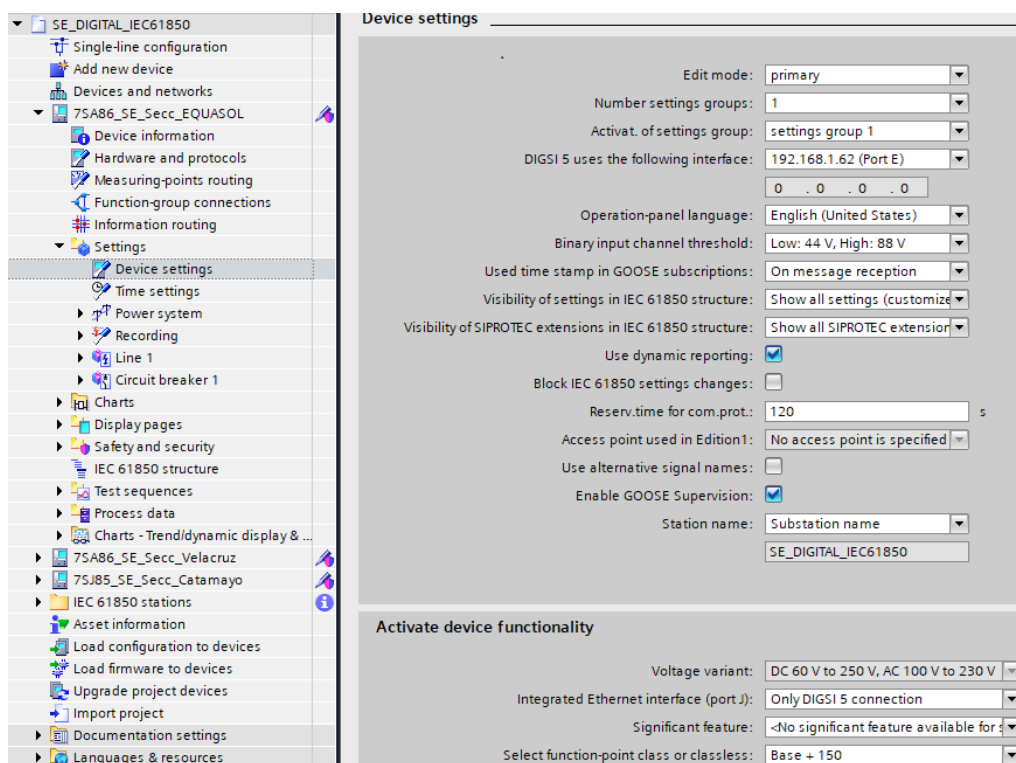 SE_DIGITAL_IEC61850
Single-line configuration
Add new device
Devices and networks
7SA86_SE_Secc_EQUASOL
Device information
Hardware and protocols
Measuring-points routing
Function-group connections
Information routing
Settings
Device settings
Time settings
Power system
Recording
Line 1
Circuit breaker 1
Charts
Display pages
Safety and security
IEC 61850 structure
Test sequences
Process data
Charts - Trend/dynamic display & ...
7SA86_SE_Secc_Velacruz
7SJ85_SE_Secc_Catamayo
IEC 61850 stations
Asset information
Load configuration to devices
Load firmware to devices
Upgrade project devices
Import project
Documentation settings
Languages & resources
Device settings
Edit mode: primary
Number settings groups: 1
Activat. of settings group: settings group 1
DIGSI 5 uses the following interface: 192.168.1.62 (Port E)
0 . 0 . 0 . 0
Operation-panel language: English (United States)
Binary input channel threshold: Low: 44 V, High: 88 V
Used time stamp in GOOSE subscriptions: On message reception
Visibility of settings in IEC 61850 structure: Show all settings (customize
Visibility of SIPROTEC extensions in IEC 61850 structure: Show all SIPROTEC extension
Use dynamic reporting:
Block IEC 61850 settings changes:
Reserv.time for com.prot.: 120 s
Access point used in Edition1: No access point is specified
Use alternative signal names:
Enable GOOSE Supervision:
Station name: Substation name
SE_DIGITAL_IEC61850
Activate device functionality
Voltage variant: DC 60 V to 250 V, AC 100 V to 230 V
Integrated Ethernet interface (port J): Only DIGSI 5 connection
Significant feature: <No significant feature available for
Select function-point class or classless: Base + 150